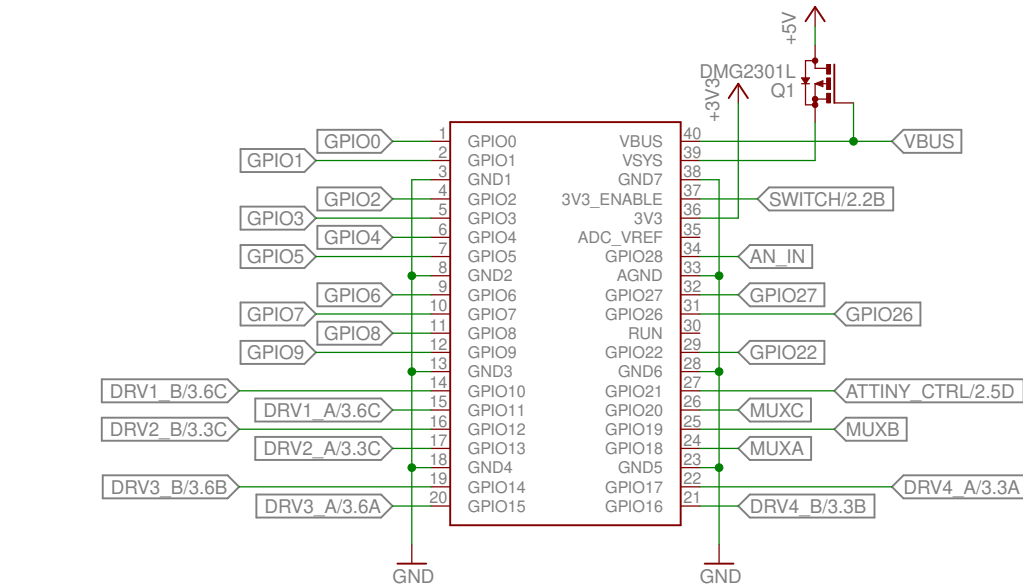 +5V
DMG2301L
Q1
+3V3
GPIO0 1 GPIO0 VBUS 40 VBUS
GPIO1 2 GPIO1 VSYS 39
3 GND1 GND7 38
GPIO2 4 GPIO2 3V3_ENABLE 37 SWITCH/2.2B
GPIO3 5 GPIO3 3V3 36
GPIO4 6 GPIO4 ADC_VREF 35
GPIO5 7 GPIO5 GPIO28 34 AN_IN
8 GND2 AGND 33
GPIO6 9 GPIO6 GPIO27 32 GPIO27
GPIO7 10 GPIO7 GPIO26 31 GPIO26
GPIO8 11 GPIO8 RUN 30
GPIO9 12 GPIO9 GPIO22 29 GPIO22
13 GND3 GND6 28
DRV1_B/3.6C 14 GPIO10 GPIO21 27 ATTINY_CTRL/2.5D
DRV1_A/3.6C 15 GPIO11 GPIO20 26 MUXC
DRV2_B/3.3C 16 GPIO12 GPIO19 25 MUXB
DRV2_A/3.3C 17 GPIO13 GPIO18 24 MUXA
18 GND4 GND5 23
DRV3_B/3.6B 19 GPIO14 GPIO17 22 DRV4_A/3.3A
DRV3_A/3.6A 20 GPIO15 GPIO16 21 DRV4_B/3.3B
GND GND